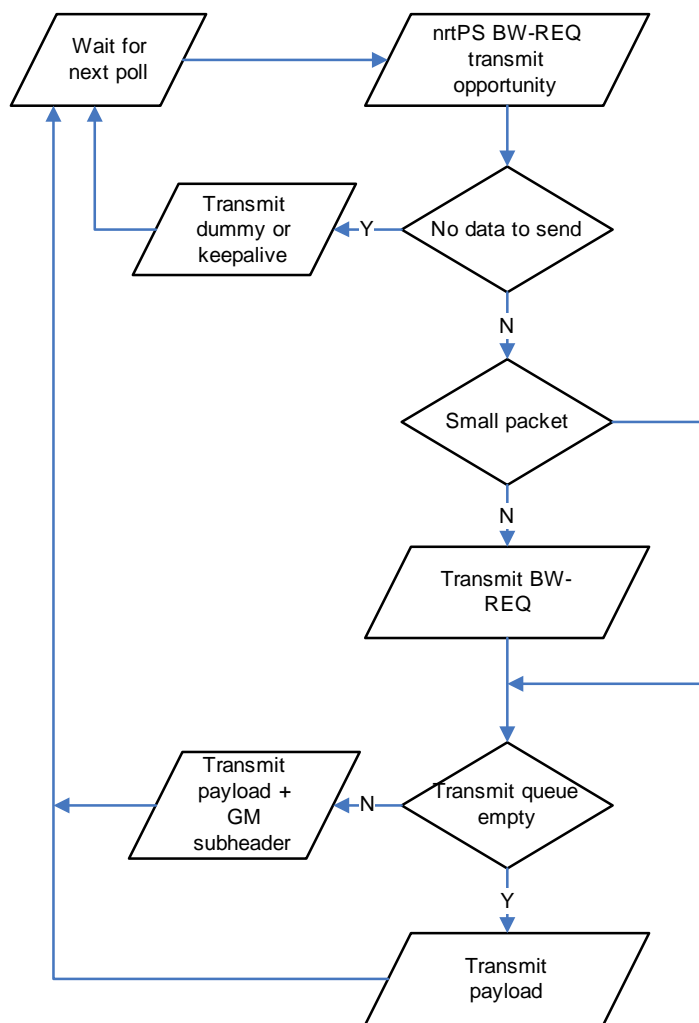 Wait for
next poll
nrtPS BW-REQ
transmit
opportunity
Transmit
dummy or
keepalive
Y
No data to send
N
Small packet
N
Transmit BW-
REQ
Transmit
payload +
GM
subheader
N
Transmit queue
empty
Y
Transmit
payload